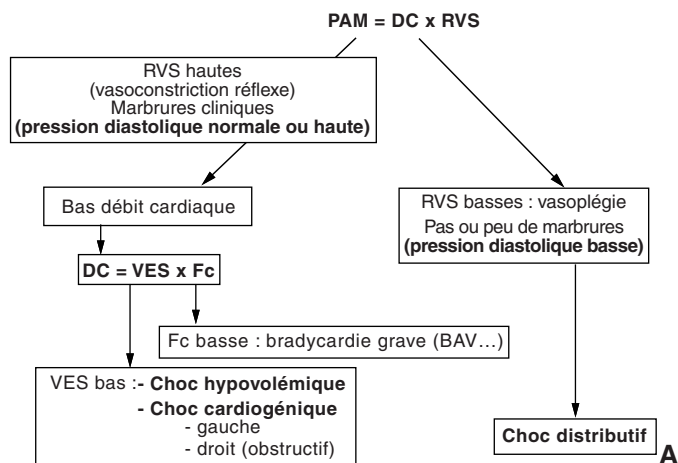 PAM = DC x RVS
RVS hautes
(vasoconstriction réflexe)
Marbrures cliniques
(pression diastolique normale ou haute)
Bas débit cardiaque
RVS basses : vasoplégie
Pas ou peu de marbrures
(pression diastolique basse)
DC = VES x Fc
Fc basse : bradycardie grave (BAV…)
VES bas :- Choc hypovolémique
- Choc cardiogénique
- gauche
- droit (obstructif)
Choc distributif
A